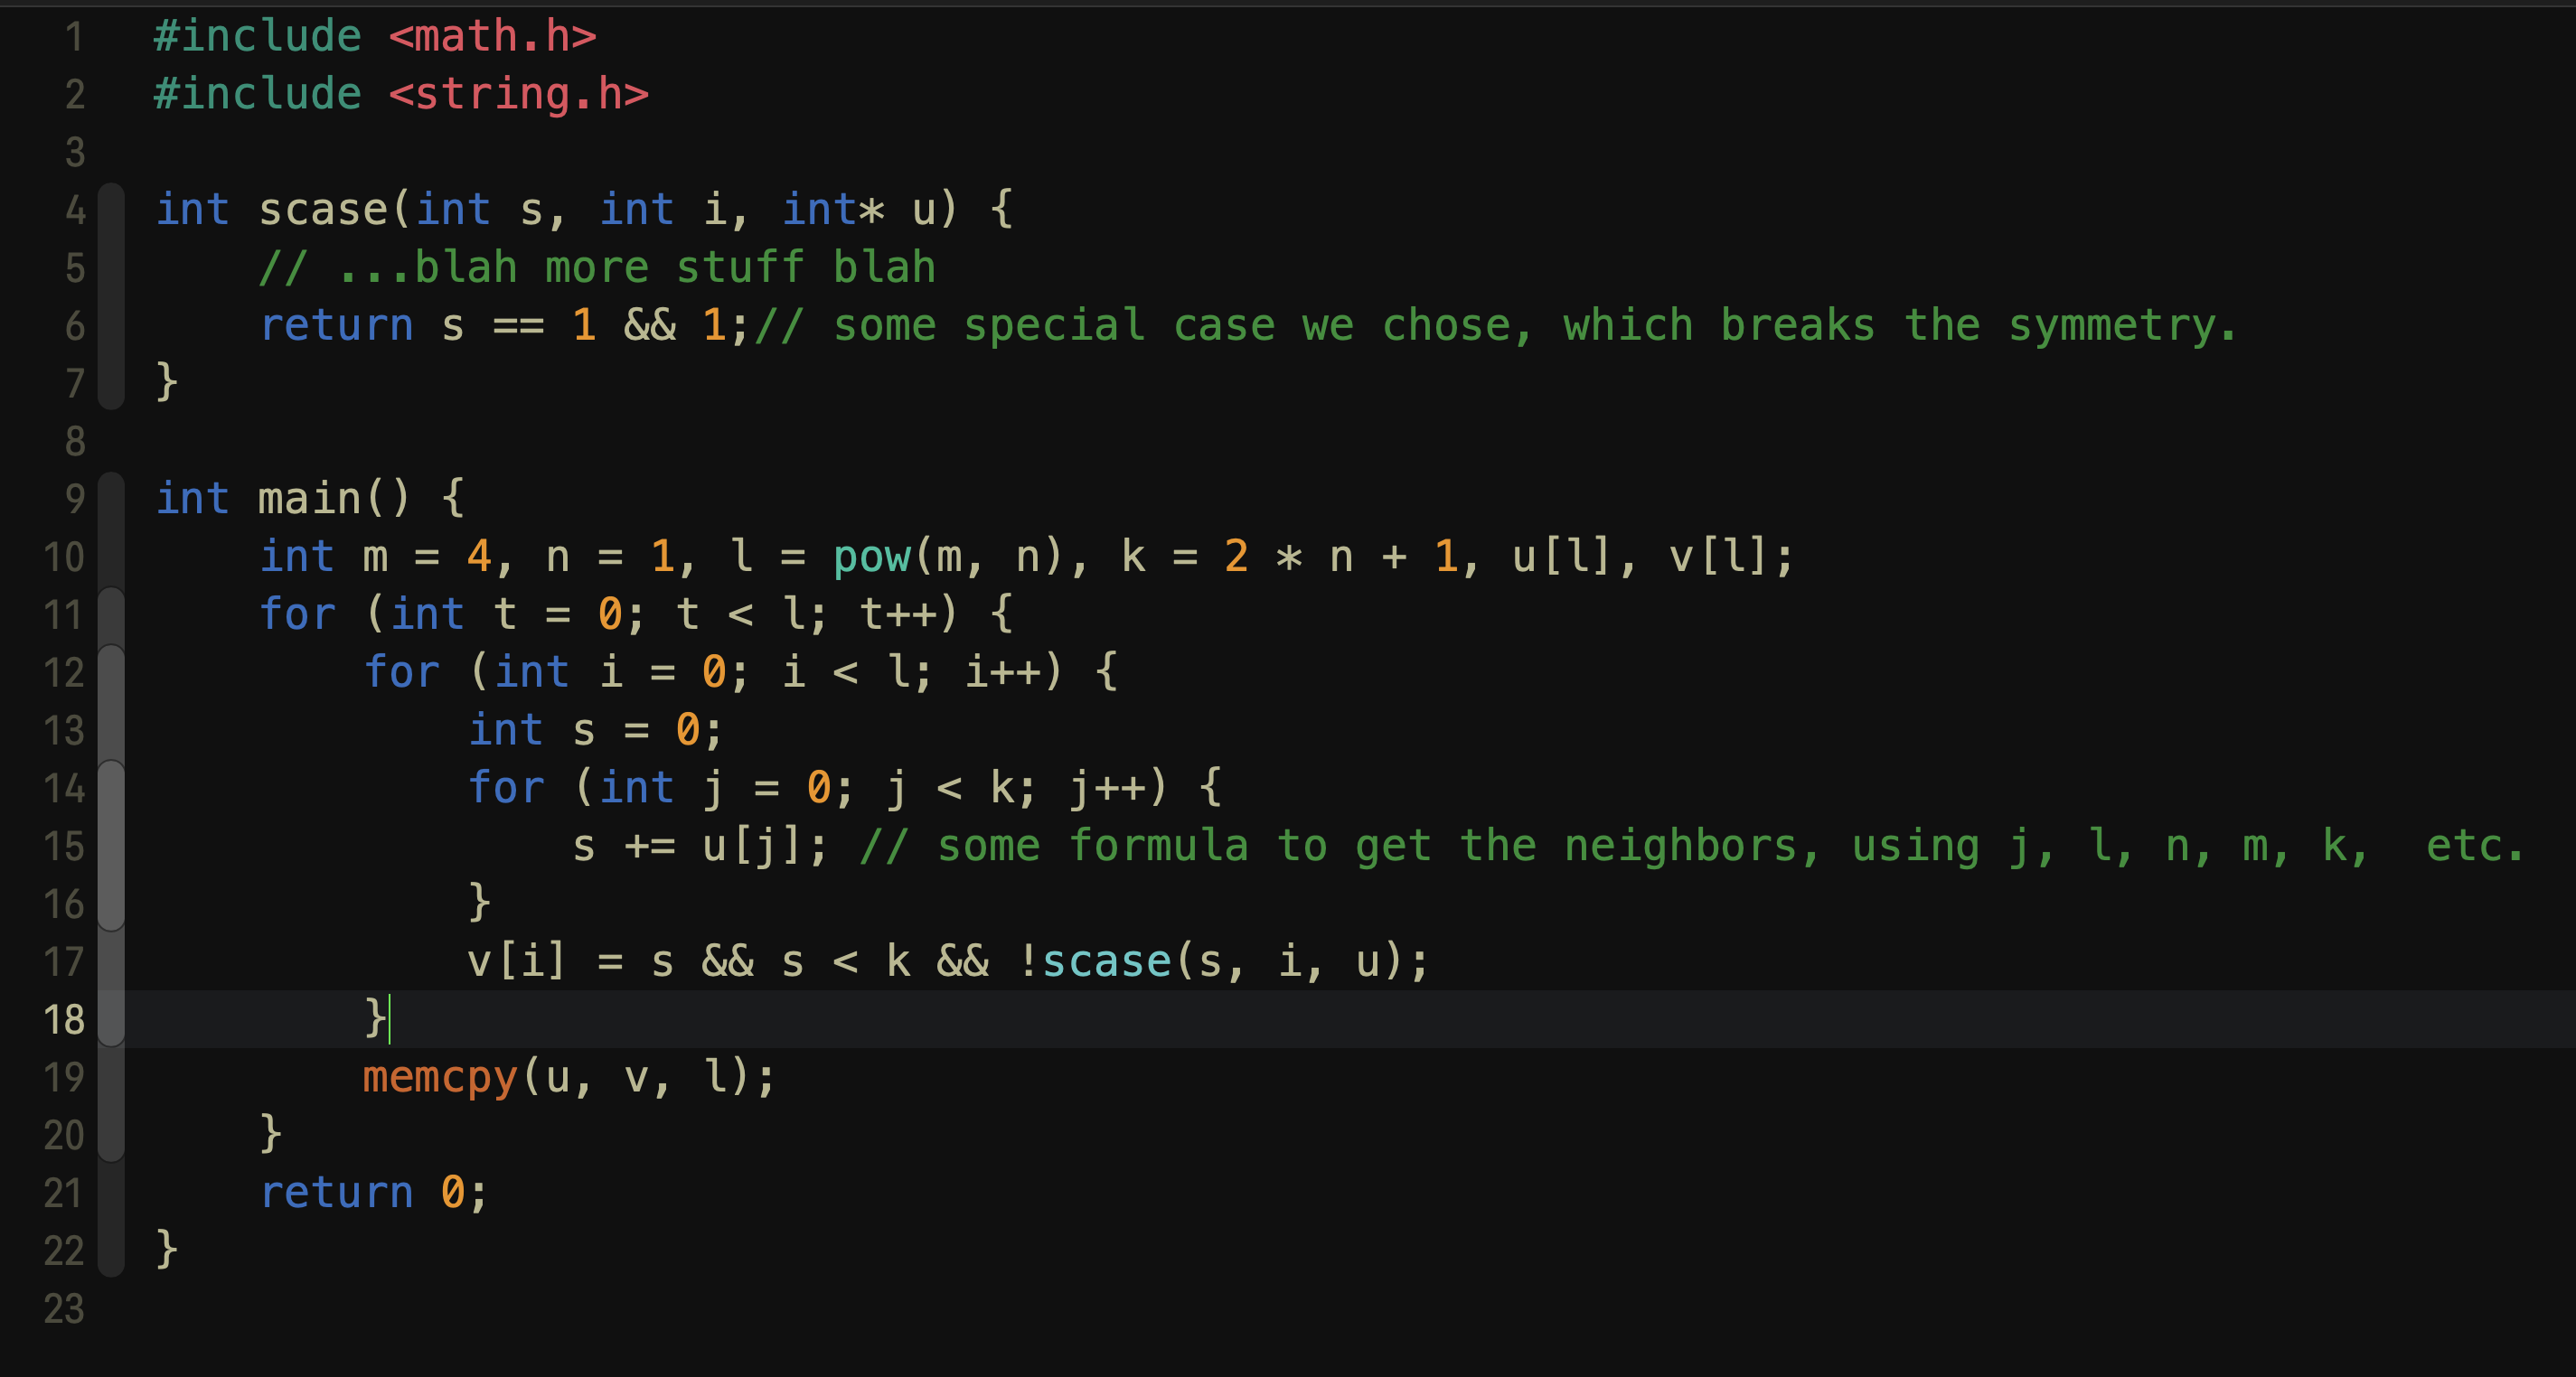 1 #include <math.h>
2 #include <string.h>
3
4 int scase(int s, int i, int* u) {
5     // ...blah more stuff blah
6     return s == 1 && 1;// some special case we chose, which breaks the symmetry.
7 }
8
9 int main() {
10     int m = 4, n = 1, l = pow(m, n), k = 2 * n + 1, u[l], v[l];
11     for (int t = 0; t < l; t++) {
12         for (int i = 0; i < l; i++) {
13             int s = 0;
14             for (int j = 0; j < k; j++) {
15                 s += u[j]; // some formula to get the neighbors, using j, l, n, m, k,  etc.
16             }
17             v[i] = s && s < k && !scase(s, i, u);
18         }
19         memcpy(u, v, l);
20     }
21     return 0;
22 }
23